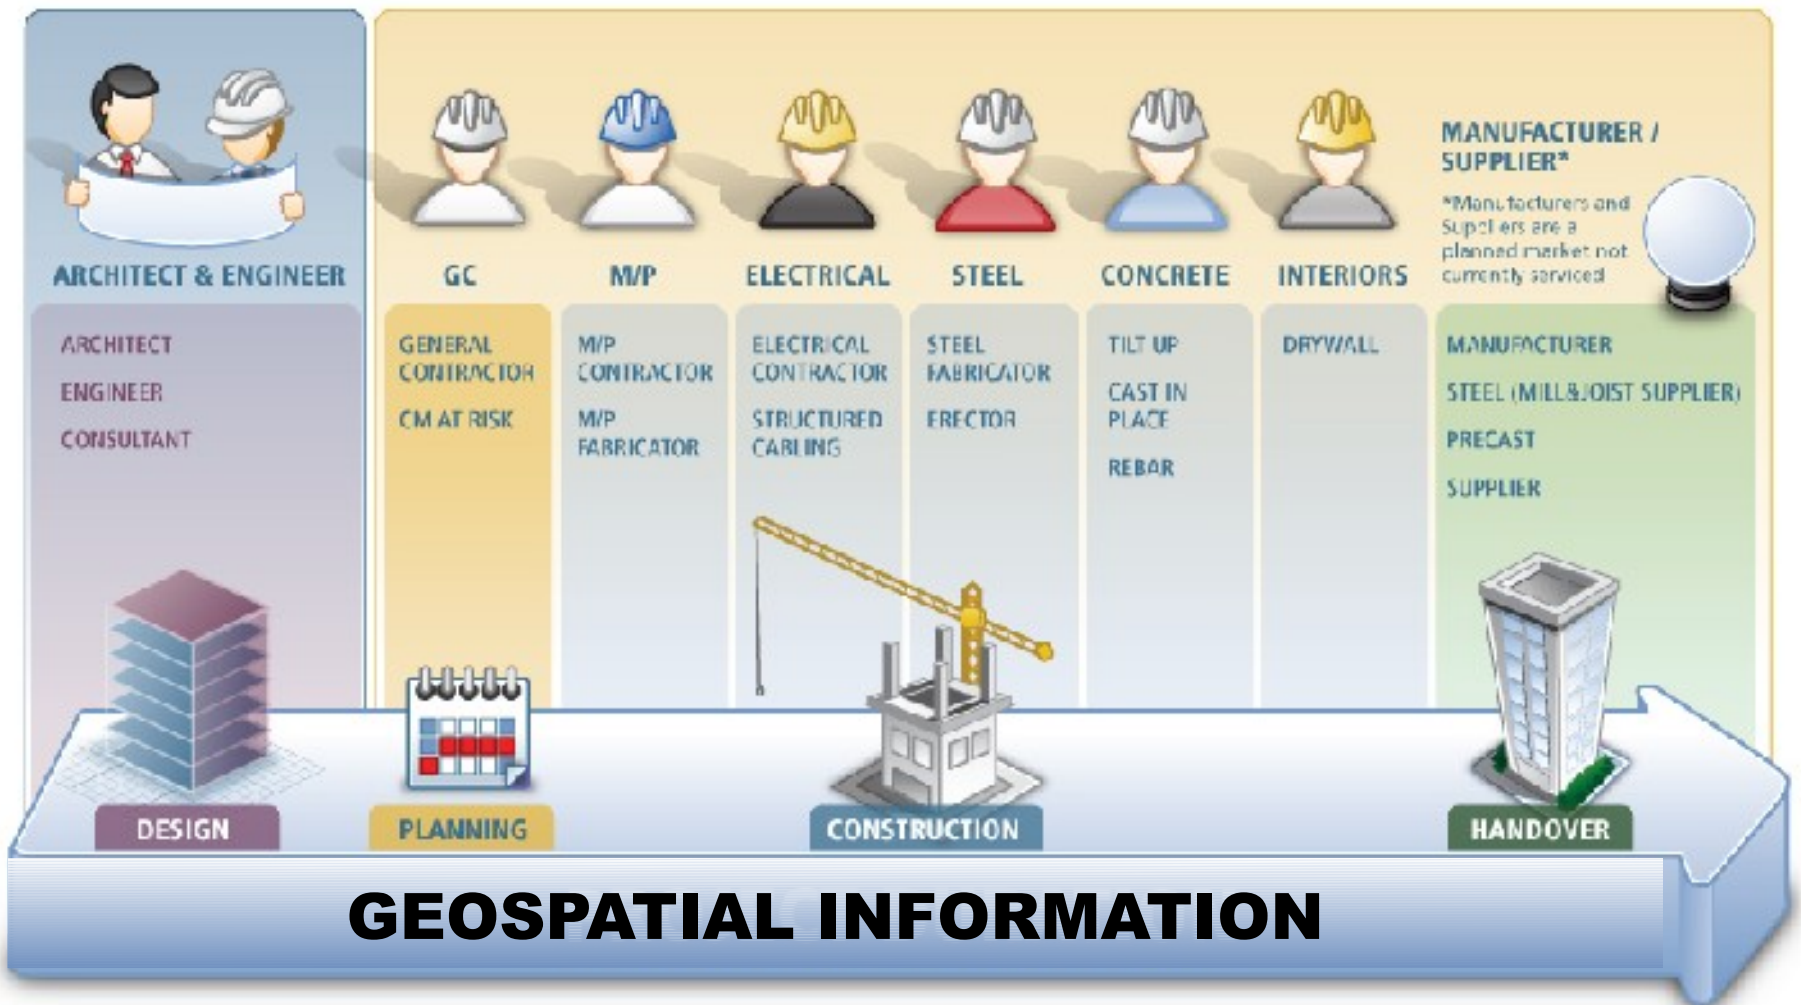 ARCHITECT & ENGINEER
ARCHITECT
ENGINEER
CONSULTANT
GC
GENERAL
CONTRACTOR
CM AT RISK
M/P
M/P
CONTRACTOR
M/P
FABRICATOR
ELECTRICAL
ELECTRICAL
CONTRACTOR
STRUCTURED
CABLING
STEEL
STEEL
FABRICATOR
ERECTOR
CONCRETE
TILT UP
CAST IN
PLACE
REBAR
INTERIORS
DRYWALL
MANUFACTURER /
SUPPLIER*
*Manufacturers and
Suppliers are a
planned market not
currently serviced
MANUFACTURER
STEEL (MILL&JOIST SUPPLIER)
PRECAST
SUPPLIER
DESIGN
PLANNING
CONSTRUCTION
HANDOVER
GEOSPATIAL INFORMATION